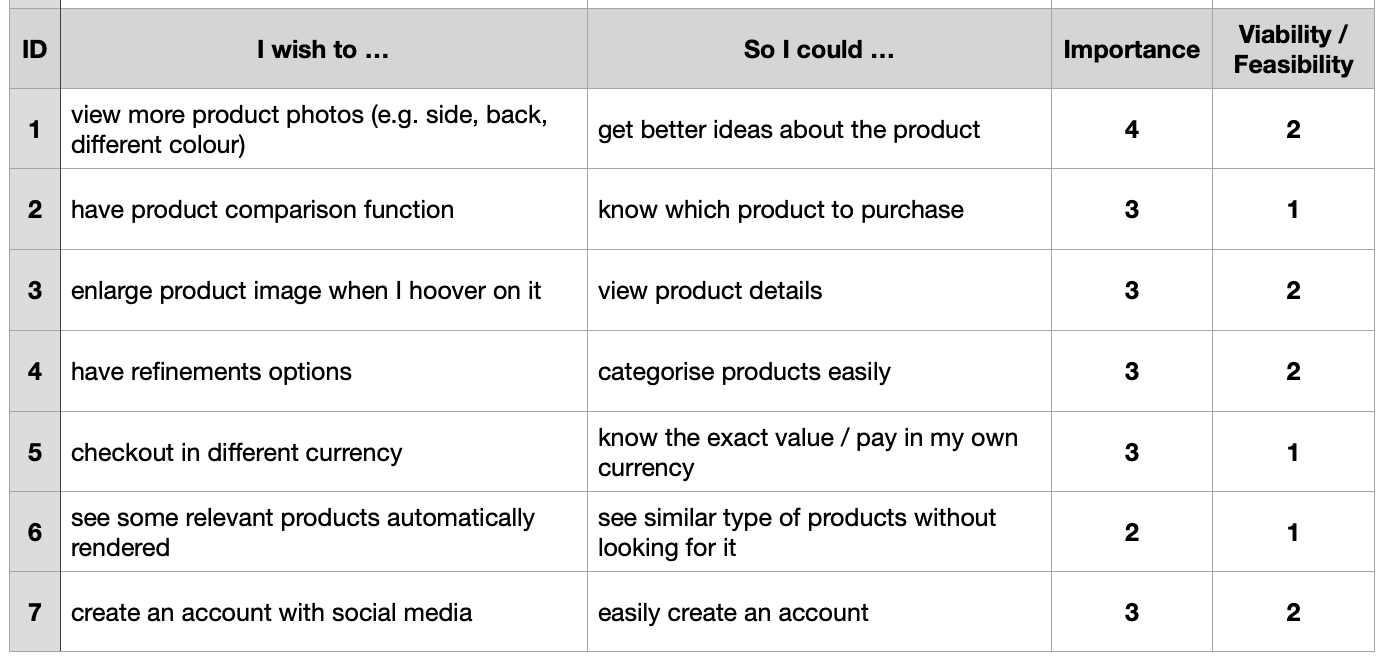 ID I wish to … So I could … Importance Viability /
Feasibility
1 view more product photos (e.g. side, back,
different colour) get better ideas about the product 4 2
2 have product comparison function know which product to purchase 3 1
3 enlarge product image when I hoover on it view product details 3 2
4 have refinements options categorise products easily 3 2
5 checkout in different currency know the exact value / pay in my own
currency 3 1
6 see some relevant products automatically
rendered see similar type of products without
looking for it 2 1
7 create an account with social media easily create an account 3 2